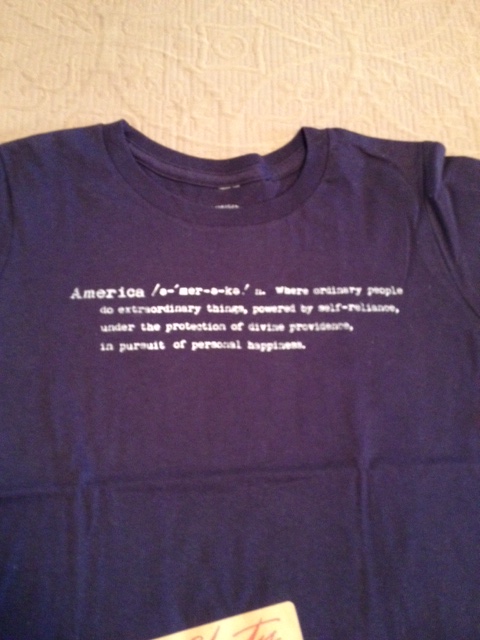 America /ə-ˈmer-ə-kə/ n. Where ordinary people
do extraordinary things, powered by self-reliance,
under the protection of divine providence,
in pursuit of personal happiness.